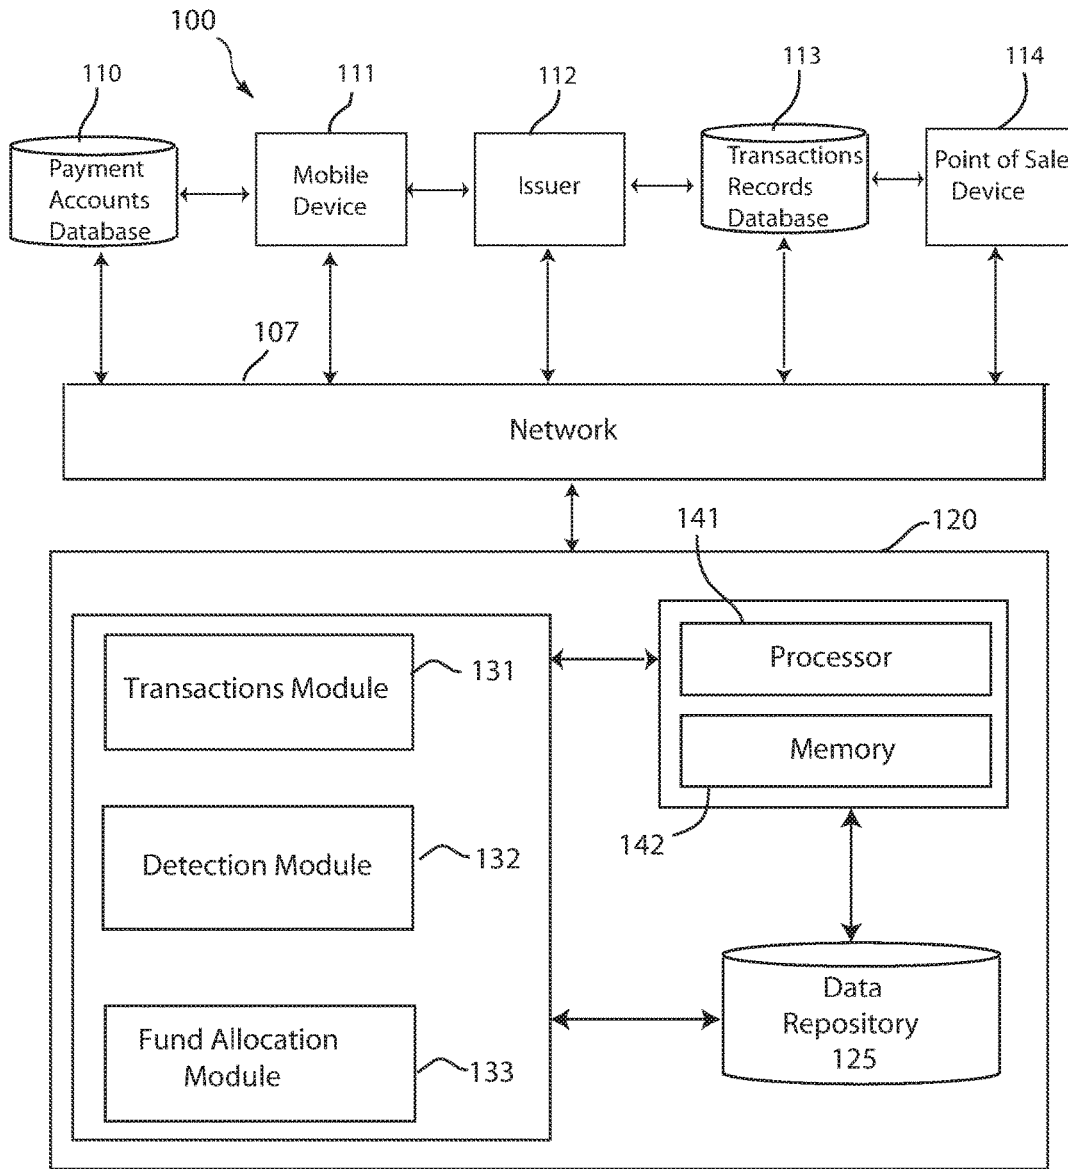 100
110
111
112
113
114
Payment
Accounts
Database
Mobile
Device
Issuer
Transactions
Records
Database
Point of Sale
Device
107
Network
120
141
Processor
Memory
142
Transactions Module
131
Detection Module
132
Fund Allocation
Module
133
Data
Repository
125